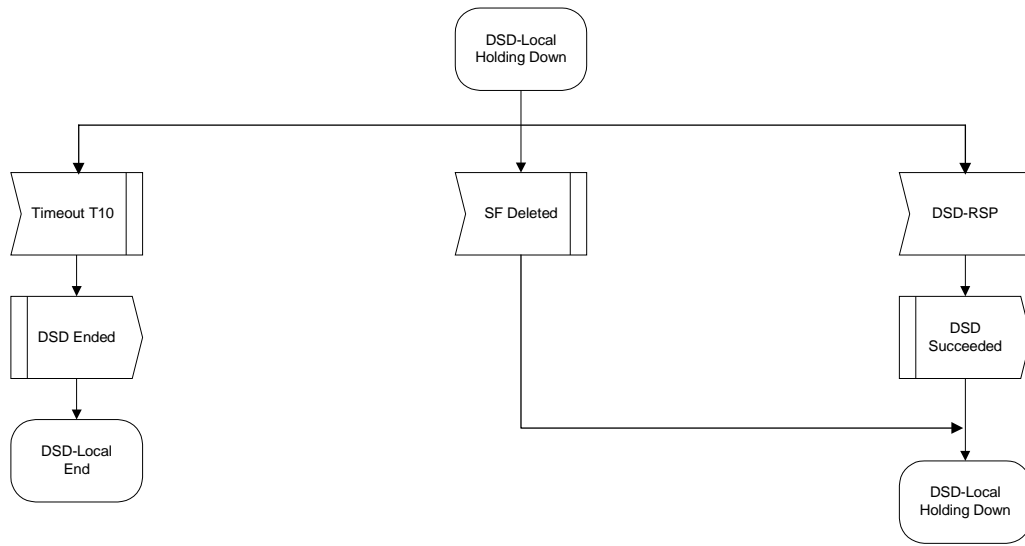 DSD-Local
Holding Down
Timeout T10
SF Deleted
DSD-RSP
DSD Ended
DSD
Succeeded
DSD-Local
End
DSD-Local
Holding Down